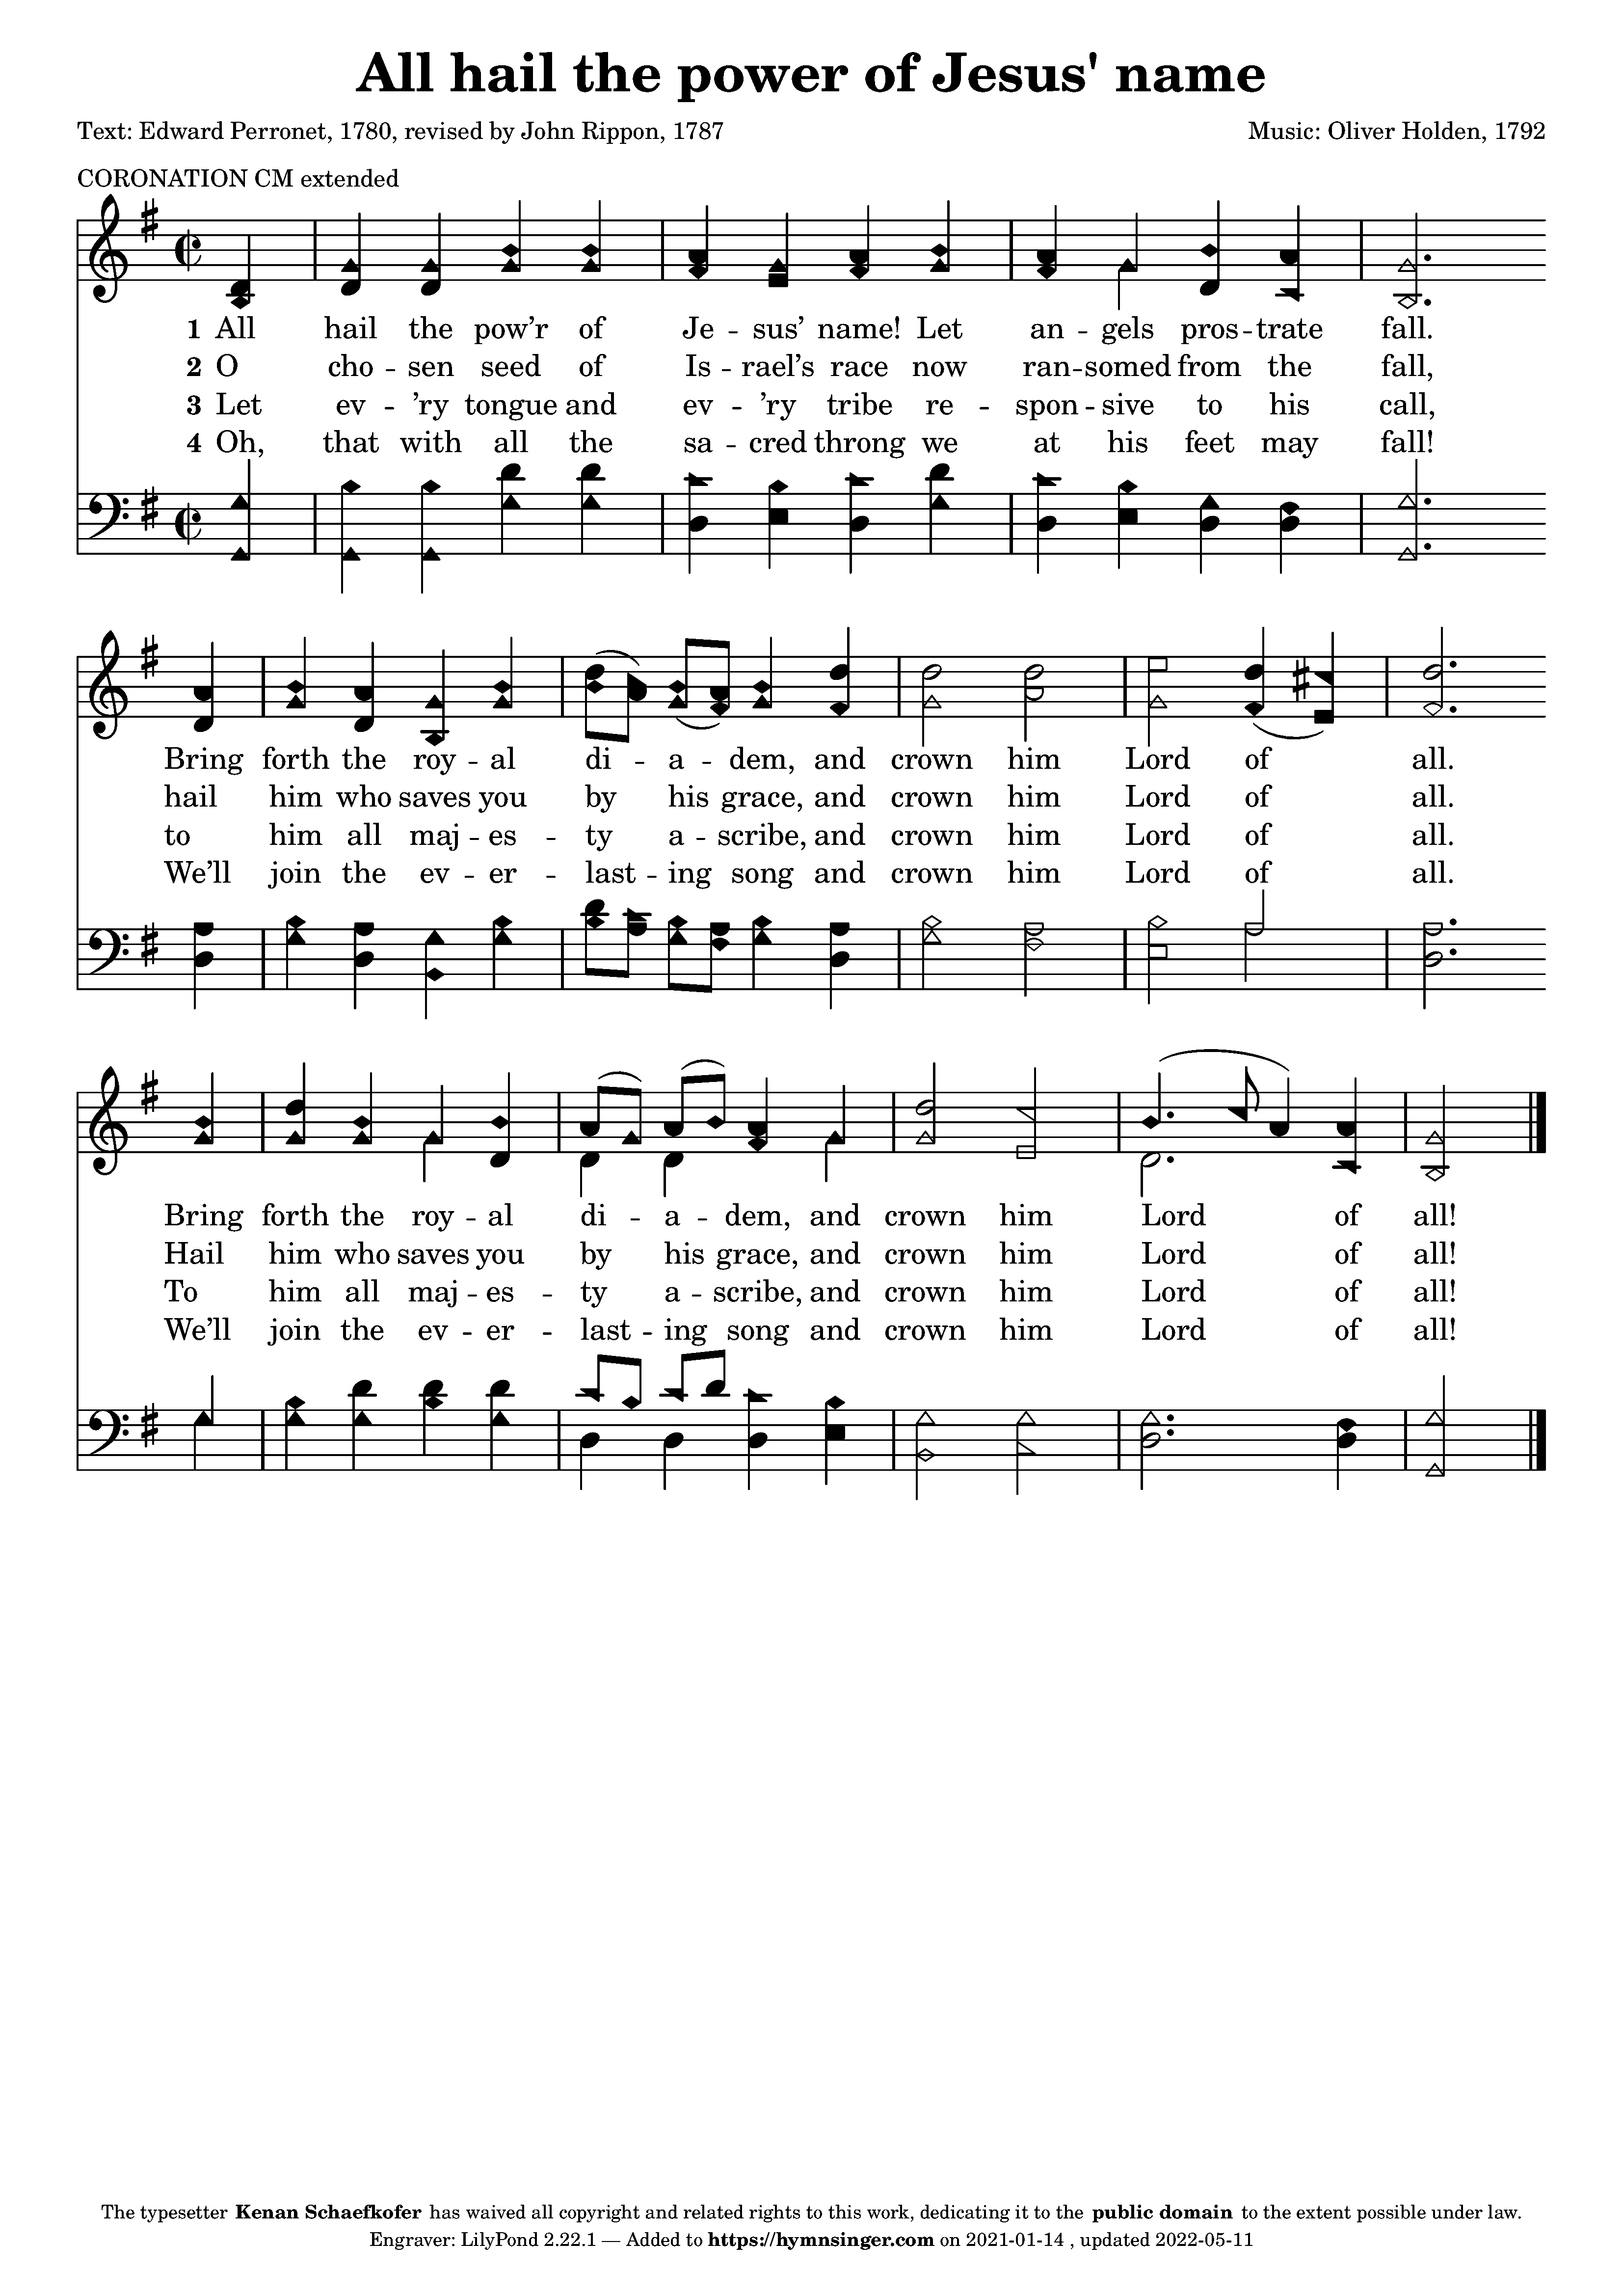 All hail the power of Jesus' name
Text: Edward Perronet, 1780, revised by John Rippon, 1787 Music: Oliver Holden, 1792
CORONATION CM extended
1 All hail the pow’r of Je -- sus’ name! Let an -- gels pros -- trate fall.
2 O cho -- sen seed of Is -- rael’s race now ran -- somed from the fall,
3 Let ev -- ’ry tongue and ev -- ’ry tribe re -- spon -- sive to his call,
4 Oh, that with all the sa -- cred throng we at his feet may fall!
Bring forth the roy -- al di -- a -- dem, and crown him Lord of all.
hail him who saves you by his grace, and crown him Lord of all.
to him all maj -- es -- ty a -- scribe, and crown him Lord of all.
We’ll join the ev -- er -- last -- ing song and crown him Lord of all.
Bring forth the roy -- al di -- a -- dem, and crown him Lord of all!
Hail him who saves you by his grace, and crown him Lord of all!
To him all maj -- es -- ty a -- scribe, and crown him Lord of all!
We’ll join the ev -- er -- last -- ing song and crown him Lord of all!
The typesetter Kenan Schaefkofer has waived all copyright and related rights to this work, dedicating it to the public domain to the extent possible under law.
Engraver: LilyPond 2.22.1 — Added to https://hymnsinger.com on 2021-01-14 , updated 2022-05-11